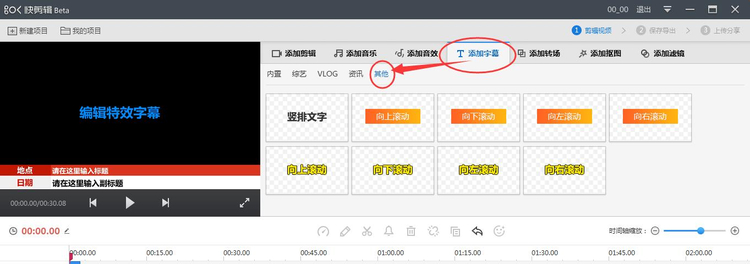 快剪辑 Beta
00_00 退出
新建项目 我的项目
1 剪辑视频 2 保存导出 3 上传分享
添加剪辑 添加音乐 添加音效 添加字幕 添加转场 添加抠图 添加滤镜
内置 综艺 VLOG 资讯 其他
编辑特效字幕
竖排文字 向上滚动 向下滚动 向左滚动 向右滚动
向上滚动 向下滚动 向左滚动 向右滚动
地点 请在这里输入标题
日期 请在这里输入副标题
00:00.00/00:30.08
00:00.00
时间轴缩放:
00:00.00 00:15.00 00:30.00 00:45.00 01:00.00 01:15.00 01:30.00 01:45.00 02:00.00